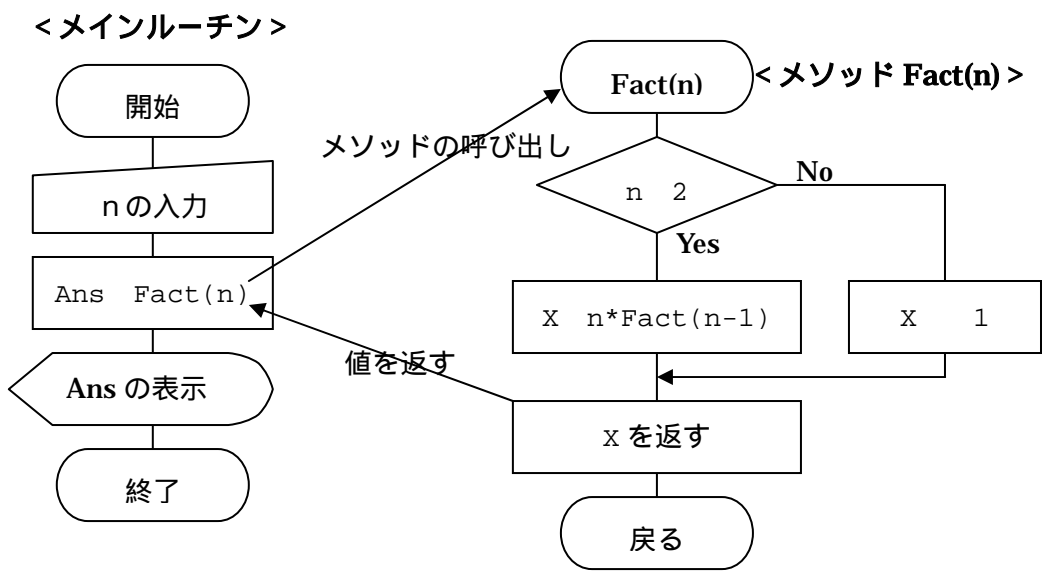 <メインルーチン>
開始
nの入力
Ans Fact(n)
Ansの表示
終了
メソッドの呼び出し
値を返す
Fact(n)
<メソッド Fact(n)>
n 2
No
Yes
X n*Fact(n-1)
X 1
Xを返す
戻る